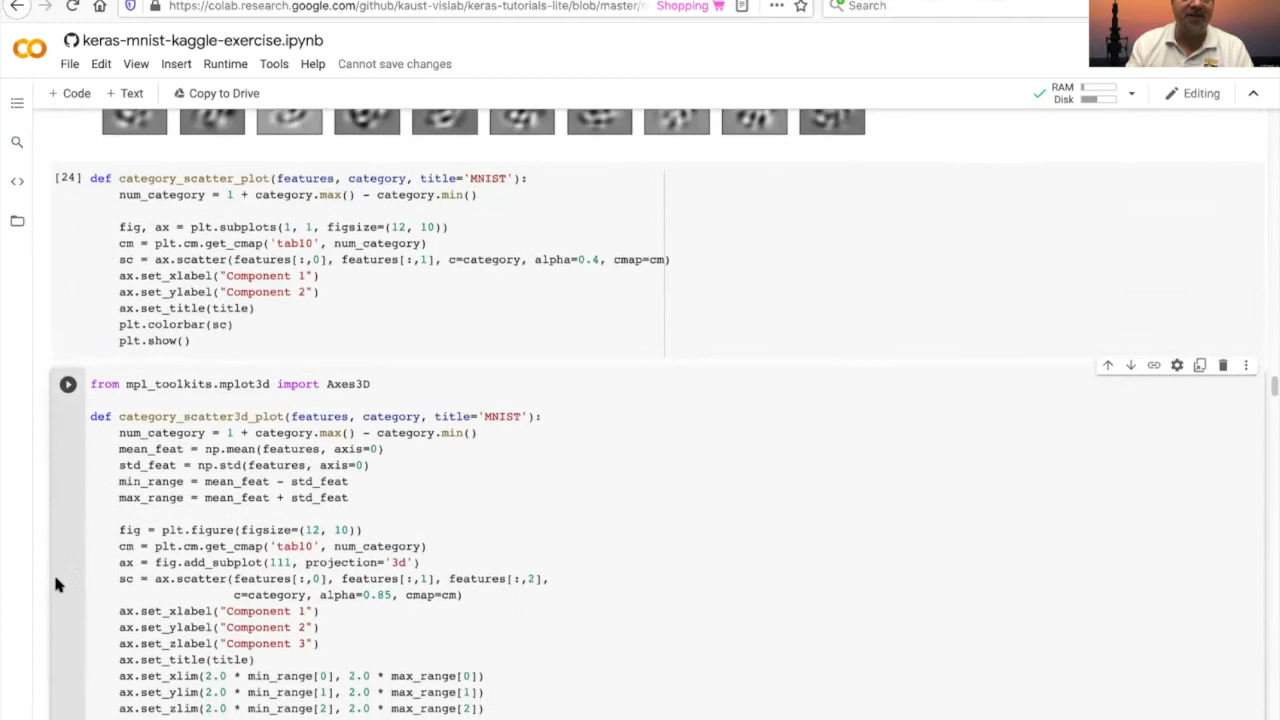 https://colab.research.google.com/github/kaust-vislab/keras-tutorials-lite/blob/master/n
Shopping
Search
keras-mnist-kaggle-exercise.ipynb
File Edit View Insert Runtime Tools Help Cannot save changes
+ Code + Text Copy to Drive
RAM
Disk
Editing
[24] def category_scatter_plot(features, category, title='MNIST'):
num_category = 1 + category.max() - category.min()
fig, ax = plt.subplots(1, 1, figsize=(12, 10))
cm = plt.cm.get_cmap('tab10', num_category)
sc = ax.scatter(features[:,0], features[:,1], c=category, alpha=0.4, cmap=cm)
ax.set_xlabel("Component 1")
ax.set_ylabel("Component 2")
ax.set_title(title)
plt.colorbar(sc)
plt.show()
from mpl_toolkits.mplot3d import Axes3D
def category_scatter3d_plot(features, category, title='MNIST'):
num_category = 1 + category.max() - category.min()
mean_feat = np.mean(features, axis=0)
std_feat = np.std(features, axis=0)
min_range = mean_feat - std_feat
max_range = mean_feat + std_feat
fig = plt.figure(figsize=(12, 10))
cm = plt.cm.get_cmap('tab10', num_category)
ax = fig.add_subplot(111, projection='3d')
sc = ax.scatter(features[:,0], features[:,1], features[:,2],
c=category, alpha=0.85, cmap=cm)
ax.set_xlabel("Component 1")
ax.set_ylabel("Component 2")
ax.set_zlabel("Component 3")
ax.set_title(title)
ax.set_xlim(2.0 * min_range[0], 2.0 * max_range[0])
ax.set_ylim(2.0 * min_range[1], 2.0 * max_range[1])
ax.set_zlim(2.0 * min_range[2], 2.0 * max_range[2])